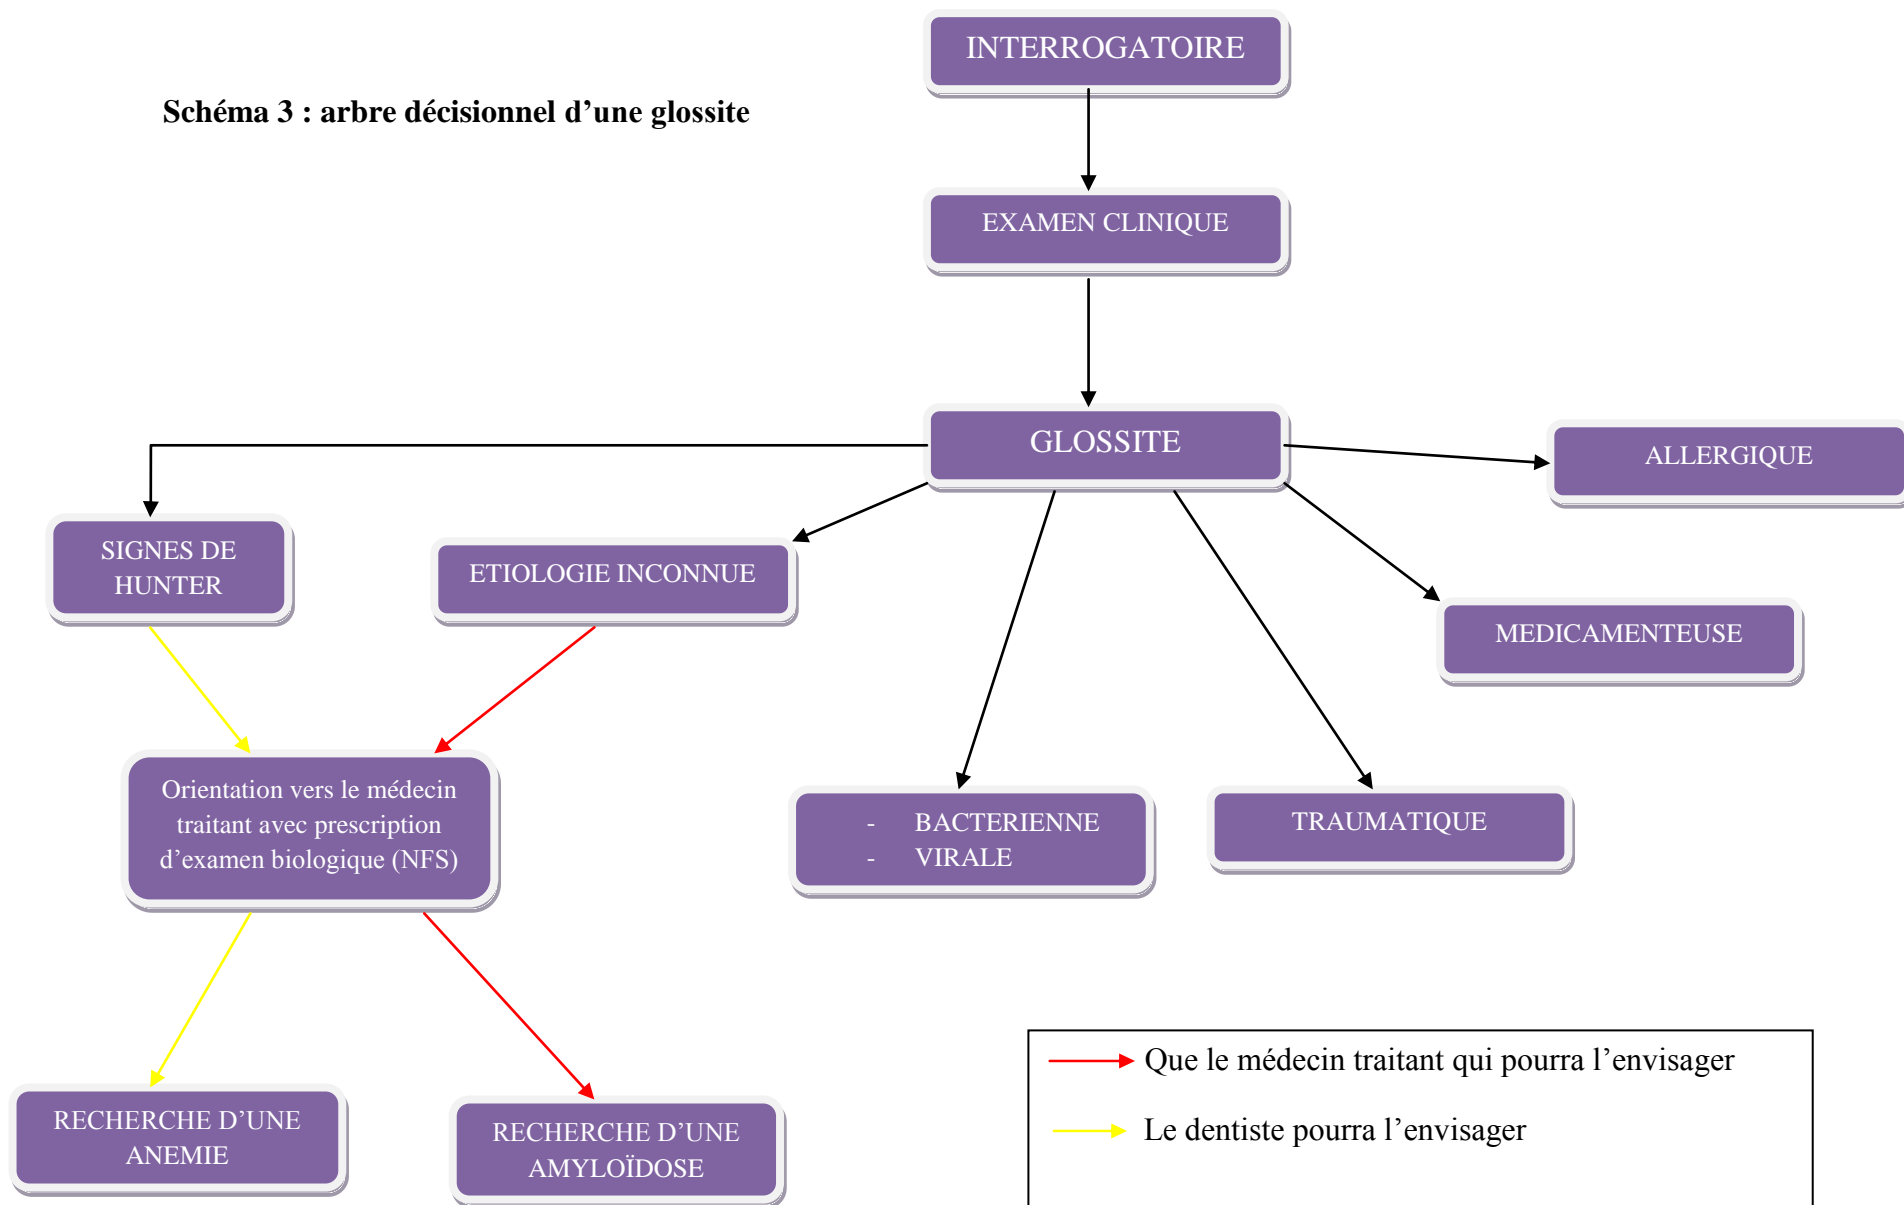 INTERROGATOIRE
Schéma 3 : arbre décisionnel d’une glossite
EXAMEN CLINIQUE
GLOSSITE
ALLERGIQUE
SIGNES DE
HUNTER
ETIOLOGIE INCONNUE
MEDICAMENTEUSE
Orientation vers le médecin
traitant avec prescription
d’examen biologique (NFS)
- BACTERIENNE
- VIRALE
TRAUMATIQUE
RECHERCHE D’UNE
ANEMIE
RECHERCHE D’UNE
AMYLOÏDOSE
Que le médecin traitant qui pourra l’envisager
Le dentiste pourra l’envisager